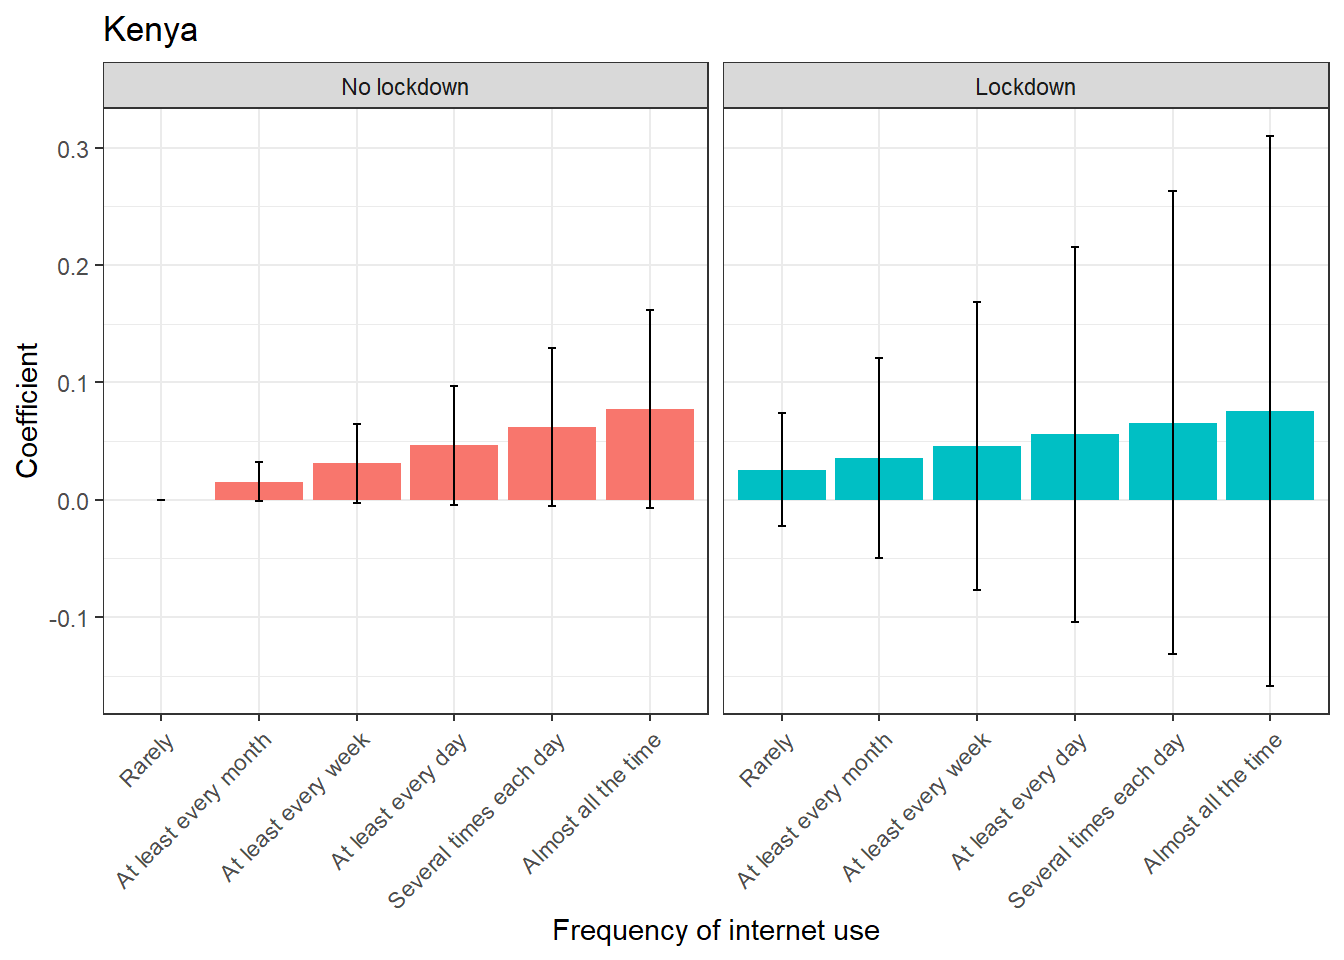 Kenya
No lockdown
Lockdown
Coefficient
0.3
0.2
0.1
0.0
-0.1
Rarely
At least every month
At least every week
At least every day
Several times each day
Almost all the time
Rarely
At least every month
At least every week
At least every day
Several times each day
Almost all the time
Frequency of internet use